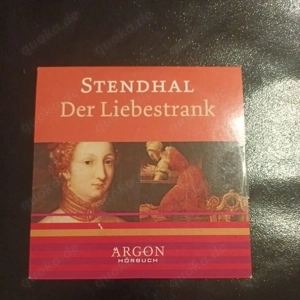 STENDHAL
Der Liebestrank
ARGON
HÖRBUCH